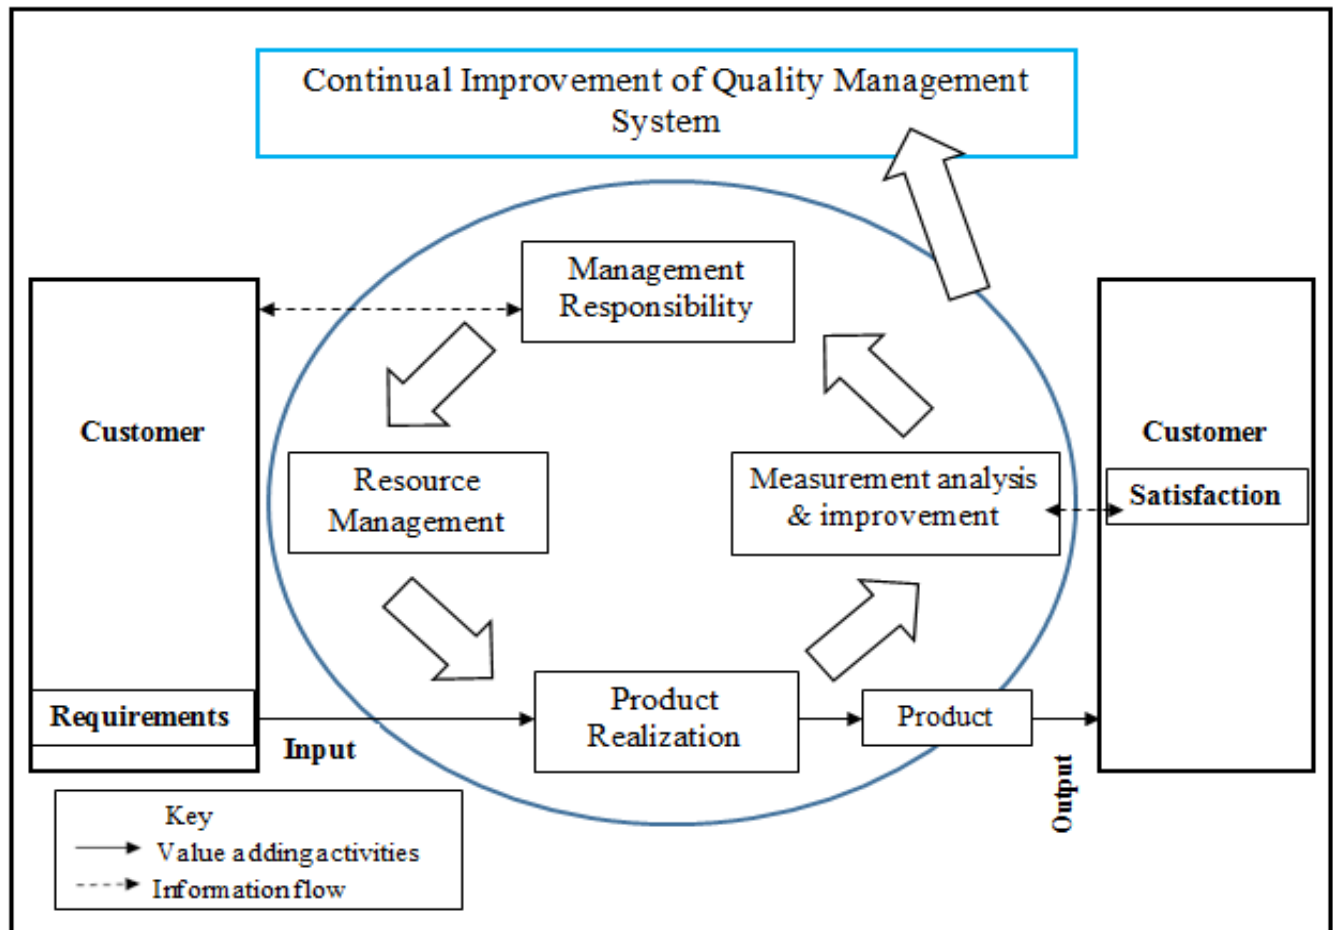 Continual Improvement of Quality Management
System
Management
Responsibility
Customer
Customer
Resource
Management
Measurement analysis
& improvement
Satisfaction
Requirements
Input
Product
Realization
Product
Output
Key
Value adding activities
Information flow